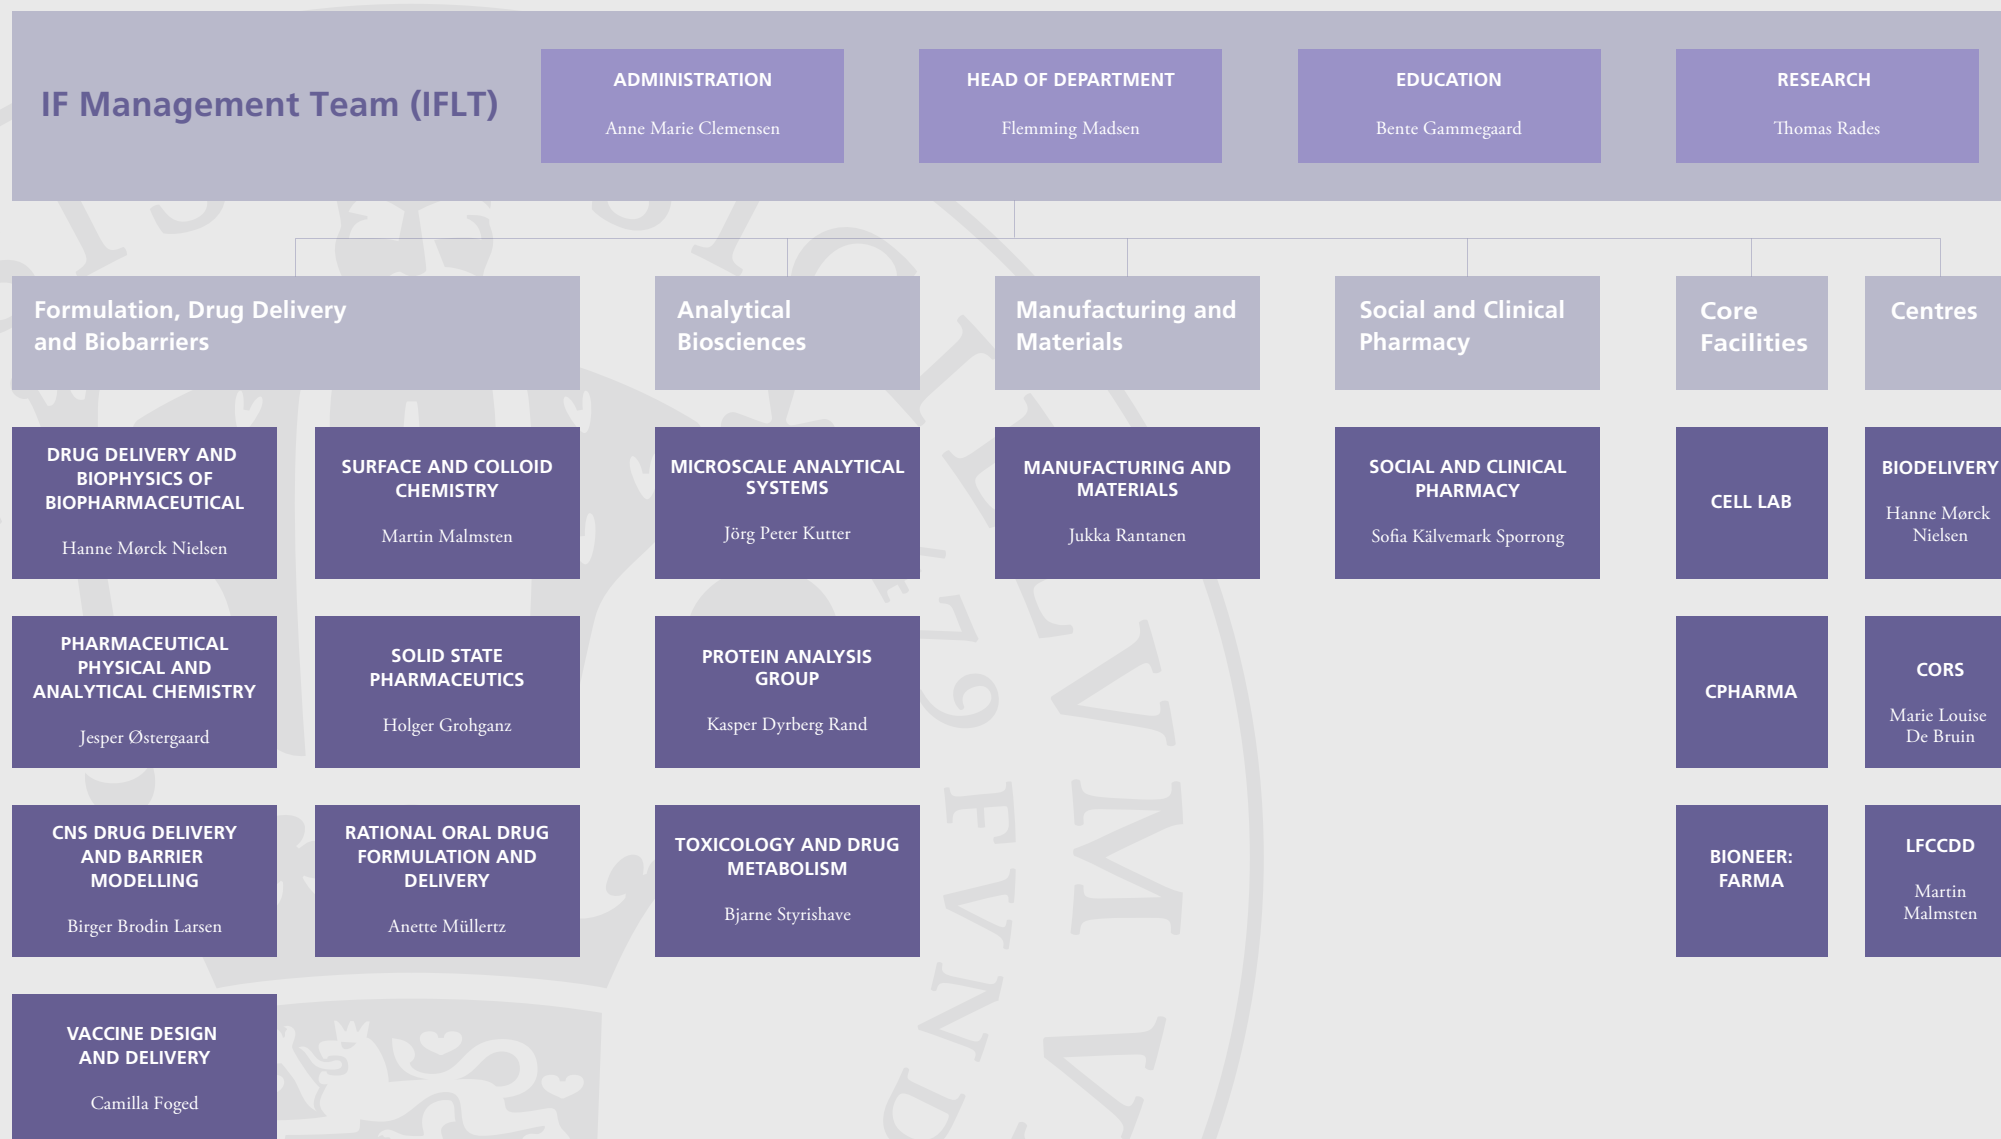 IF Management Team (IFLT)
ADMINISTRATION
Anne Marie Clemensen
HEAD OF DEPARTMENT
Flemming Madsen
EDUCATION
Bente Gammegaard
RESEARCH
Thomas Rades
Formulation, Drug Delivery
and Biobarriers
Analytical
Biosciences
Manufacturing and
Materials
Social and Clinical
Pharmacy
Core
Facilities
Centres
DRUG DELIVERY AND
BIOPHYSICS OF
BIOPHARMACEUTICAL
Hanne Mørck Nielsen
SURFACE AND COLLOID
CHEMISTRY
Martin Malmsten
MICROSCALE ANALYTICAL
SYSTEMS
Jörg Peter Kutter
MANUFACTURING AND
MATERIALS
Jukka Rantanen
SOCIAL AND CLINICAL
PHARMACY
Sofia Kälvemark Sporrong
CELL LAB
BIODELIVERY
Hanne Mørck
Nielsen
PHARMACEUTICAL
PHYSICAL AND
ANALYTICAL CHEMISTRY
Jesper Østergaard
SOLID STATE
PHARMACEUTICS
Holger Grohganz
PROTEIN ANALYSIS
GROUP
Kasper Dyrberg Rand
CPHARMA
CORS
Marie Louise
De Bruin
CNS DRUG DELIVERY
AND BARRIER
MODELLING
Birger Brodin Larsen
RATIONAL ORAL DRUG
FORMULATION AND
DELIVERY
Anette Müllertz
TOXICOLOGY AND DRUG
METABOLISM
Bjarne Styrishave
BIONEER:
FARMA
LFCCDD
Martin
Malmsten
VACCINE DESIGN
AND DELIVERY
Camilla Foged